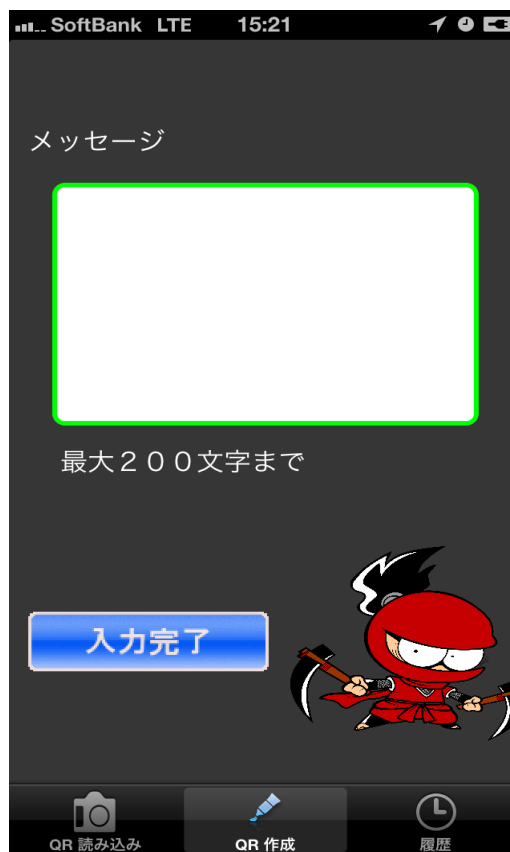 SoftBank LTE 15:21
メッセージ
最大２００文字まで
入力完了
QR 読み込み
QR 作成
履歴